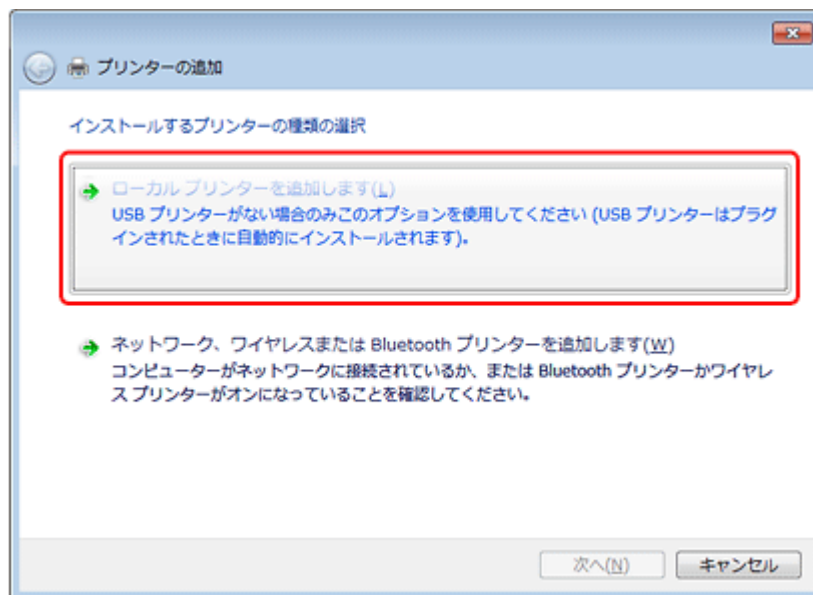 プリンターの追加
インストールするプリンターの種類の選択
ローカル プリンターを追加します(L)
USB プリンターがない場合のみこのオプションを使用してください (USB プリンターはプラグ
インされたときに自動的にインストールされます)。
ネットワーク、ワイヤレスまたは Bluetooth プリンターを追加します(W)
コンピューターがネットワークに接続されているか、または Bluetooth プリンターかワイヤレ
ス プリンターがオンになっていることを確認してください。
次へ(N)
キャンセル